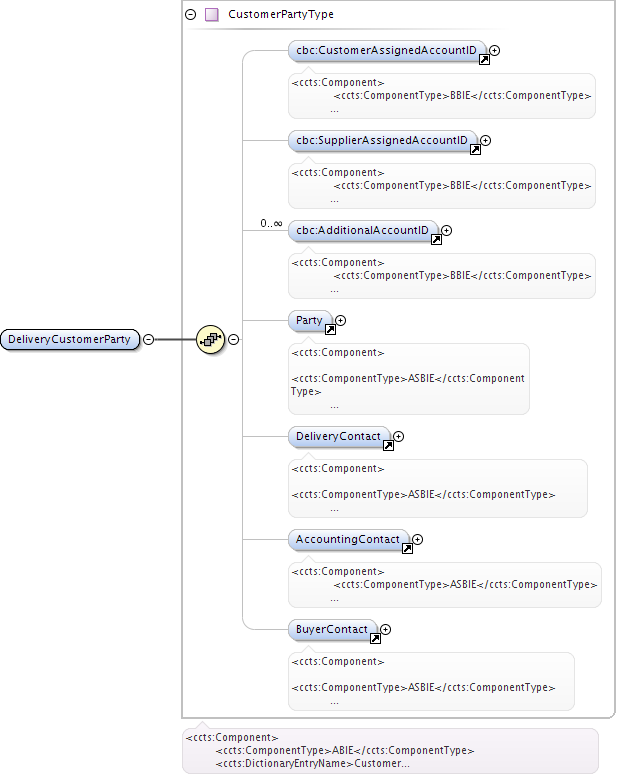 CustomerPartyType
cbc:CustomerAssignedAccountID
<ccts:Component>
<ccts:ComponentType>BBIE</ccts:ComponentType>
...
cbc:SupplierAssignedAccountID
<ccts:Component>
<ccts:ComponentType>BBIE</ccts:ComponentType>
...
0..∞
cbc:AdditionalAccountID
<ccts:Component>
<ccts:ComponentType>BBIE</ccts:ComponentType>
...
DeliveryCustomerParty
Party
<ccts:Component>
<ccts:ComponentType>ASBIE</ccts:Component
Type>
...
DeliveryContact
<ccts:Component>
<ccts:ComponentType>ASBIE</ccts:ComponentType>
...
AccountingContact
<ccts:Component>
<ccts:ComponentType>ASBIE</ccts:ComponentType>
...
BuyerContact
<ccts:Component>
<ccts:ComponentType>ASBIE</ccts:ComponentType>
...
<ccts:Component>
<ccts:ComponentType>ABIE</ccts:ComponentType>
<ccts:DictionaryEntryName>Customer...